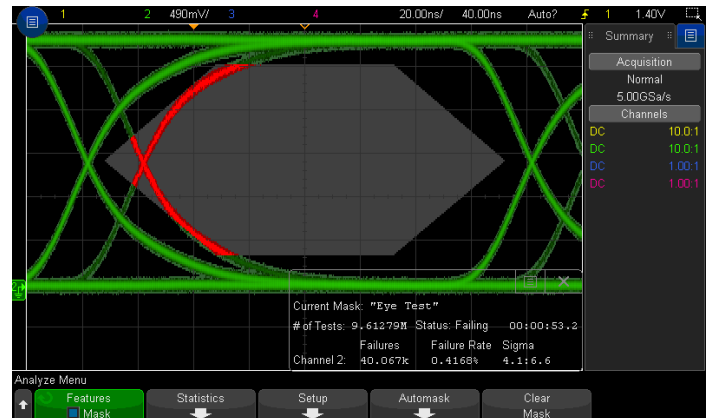 1 2 490mV/ 3 4 20.00ns/ 40.00ns Auto? 1 1.40V
Summary
Acquisition
Normal
5.00GSa/s
Channels
DC 10.0:1
DC 10.0:1
DC 1.00:1
DC 1.00:1
Current Mask: "Eye Test"
# of Tests: 9.61279M Status: Failing 00:00:53.2
Failures Failure Rate Sigma
Channel 2: 40.067k 0.4168% 4.1:6.6
Analyze Menu
Features Statistics Setup Automask Clear
Mask Mask